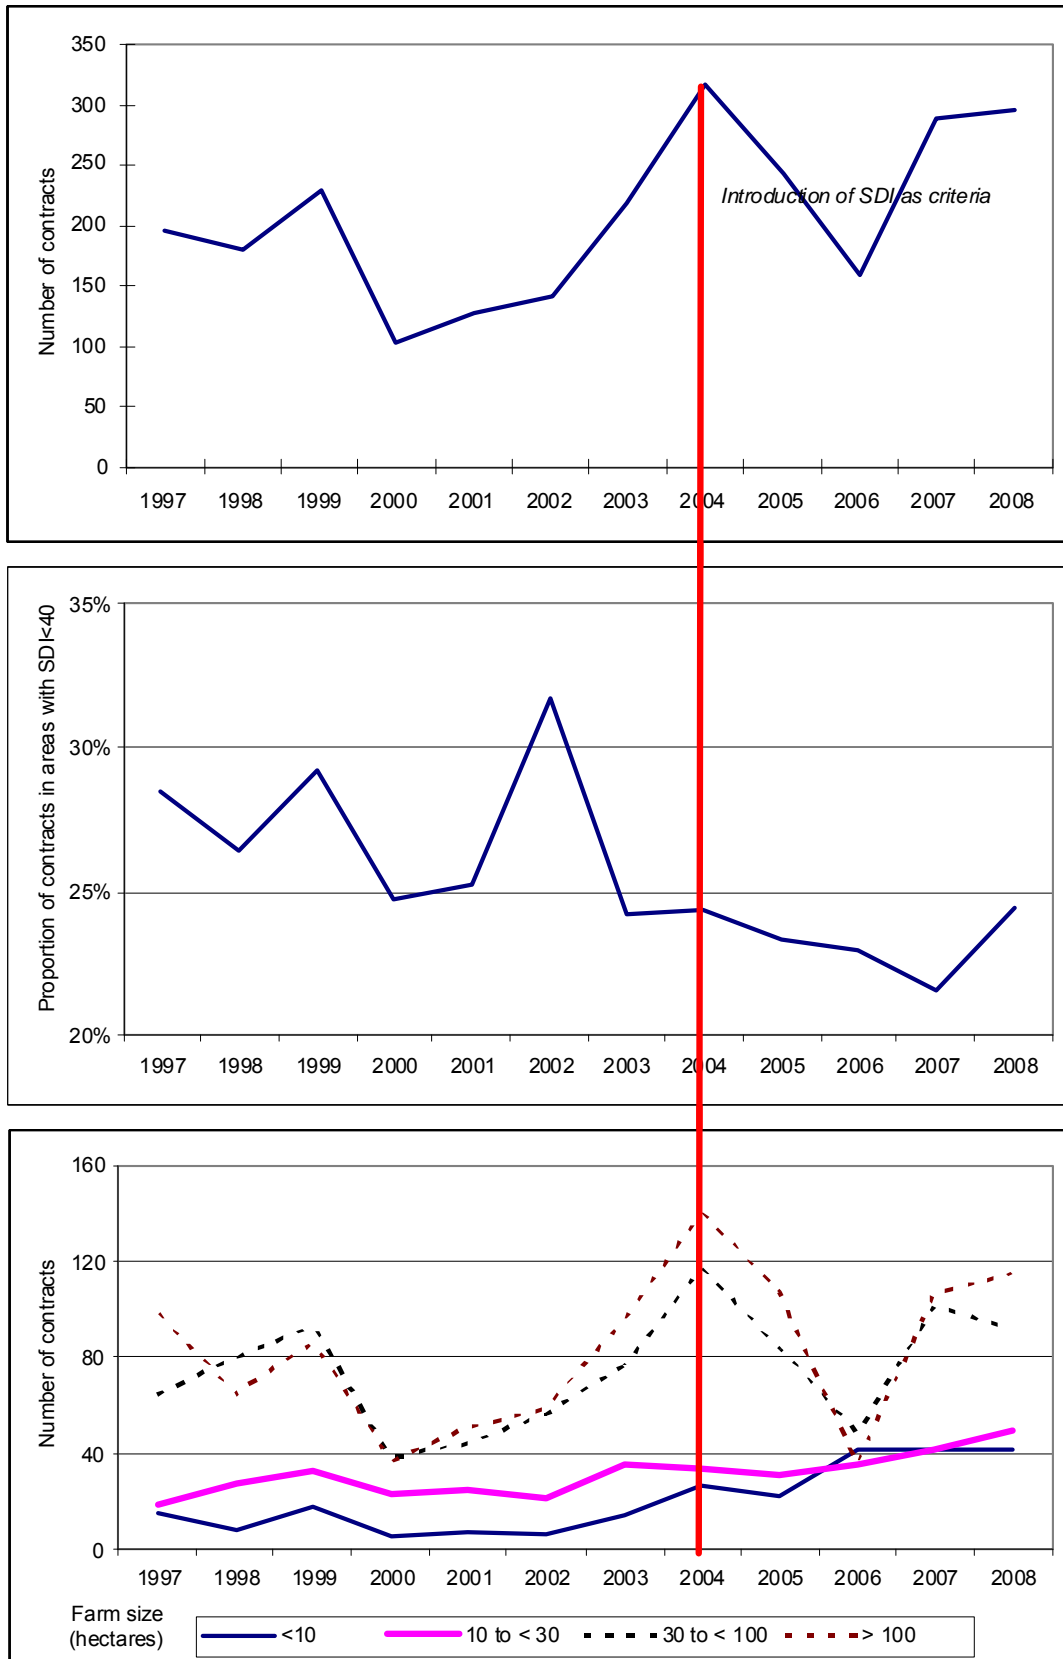 Number of contracts
350
300
250
200
150
100
50
0
Introduction of SDI as criteria
1997 1998 1999 2000 2001 2002 2003 2004 2005 2006 2007 2008
Proportion of contracts in areas with SDI<40
35%
30%
25%
20%
1997 1998 1999 2000 2001 2002 2003 2004 2005 2006 2007 2008
Number of contracts
160
120
80
40
0
1997 1998 1999 2000 2001 2002 2003 2004 2005 2006 2007 2008
Farm size
(hectares)
<10 10 to < 30 30 to < 100 > 100